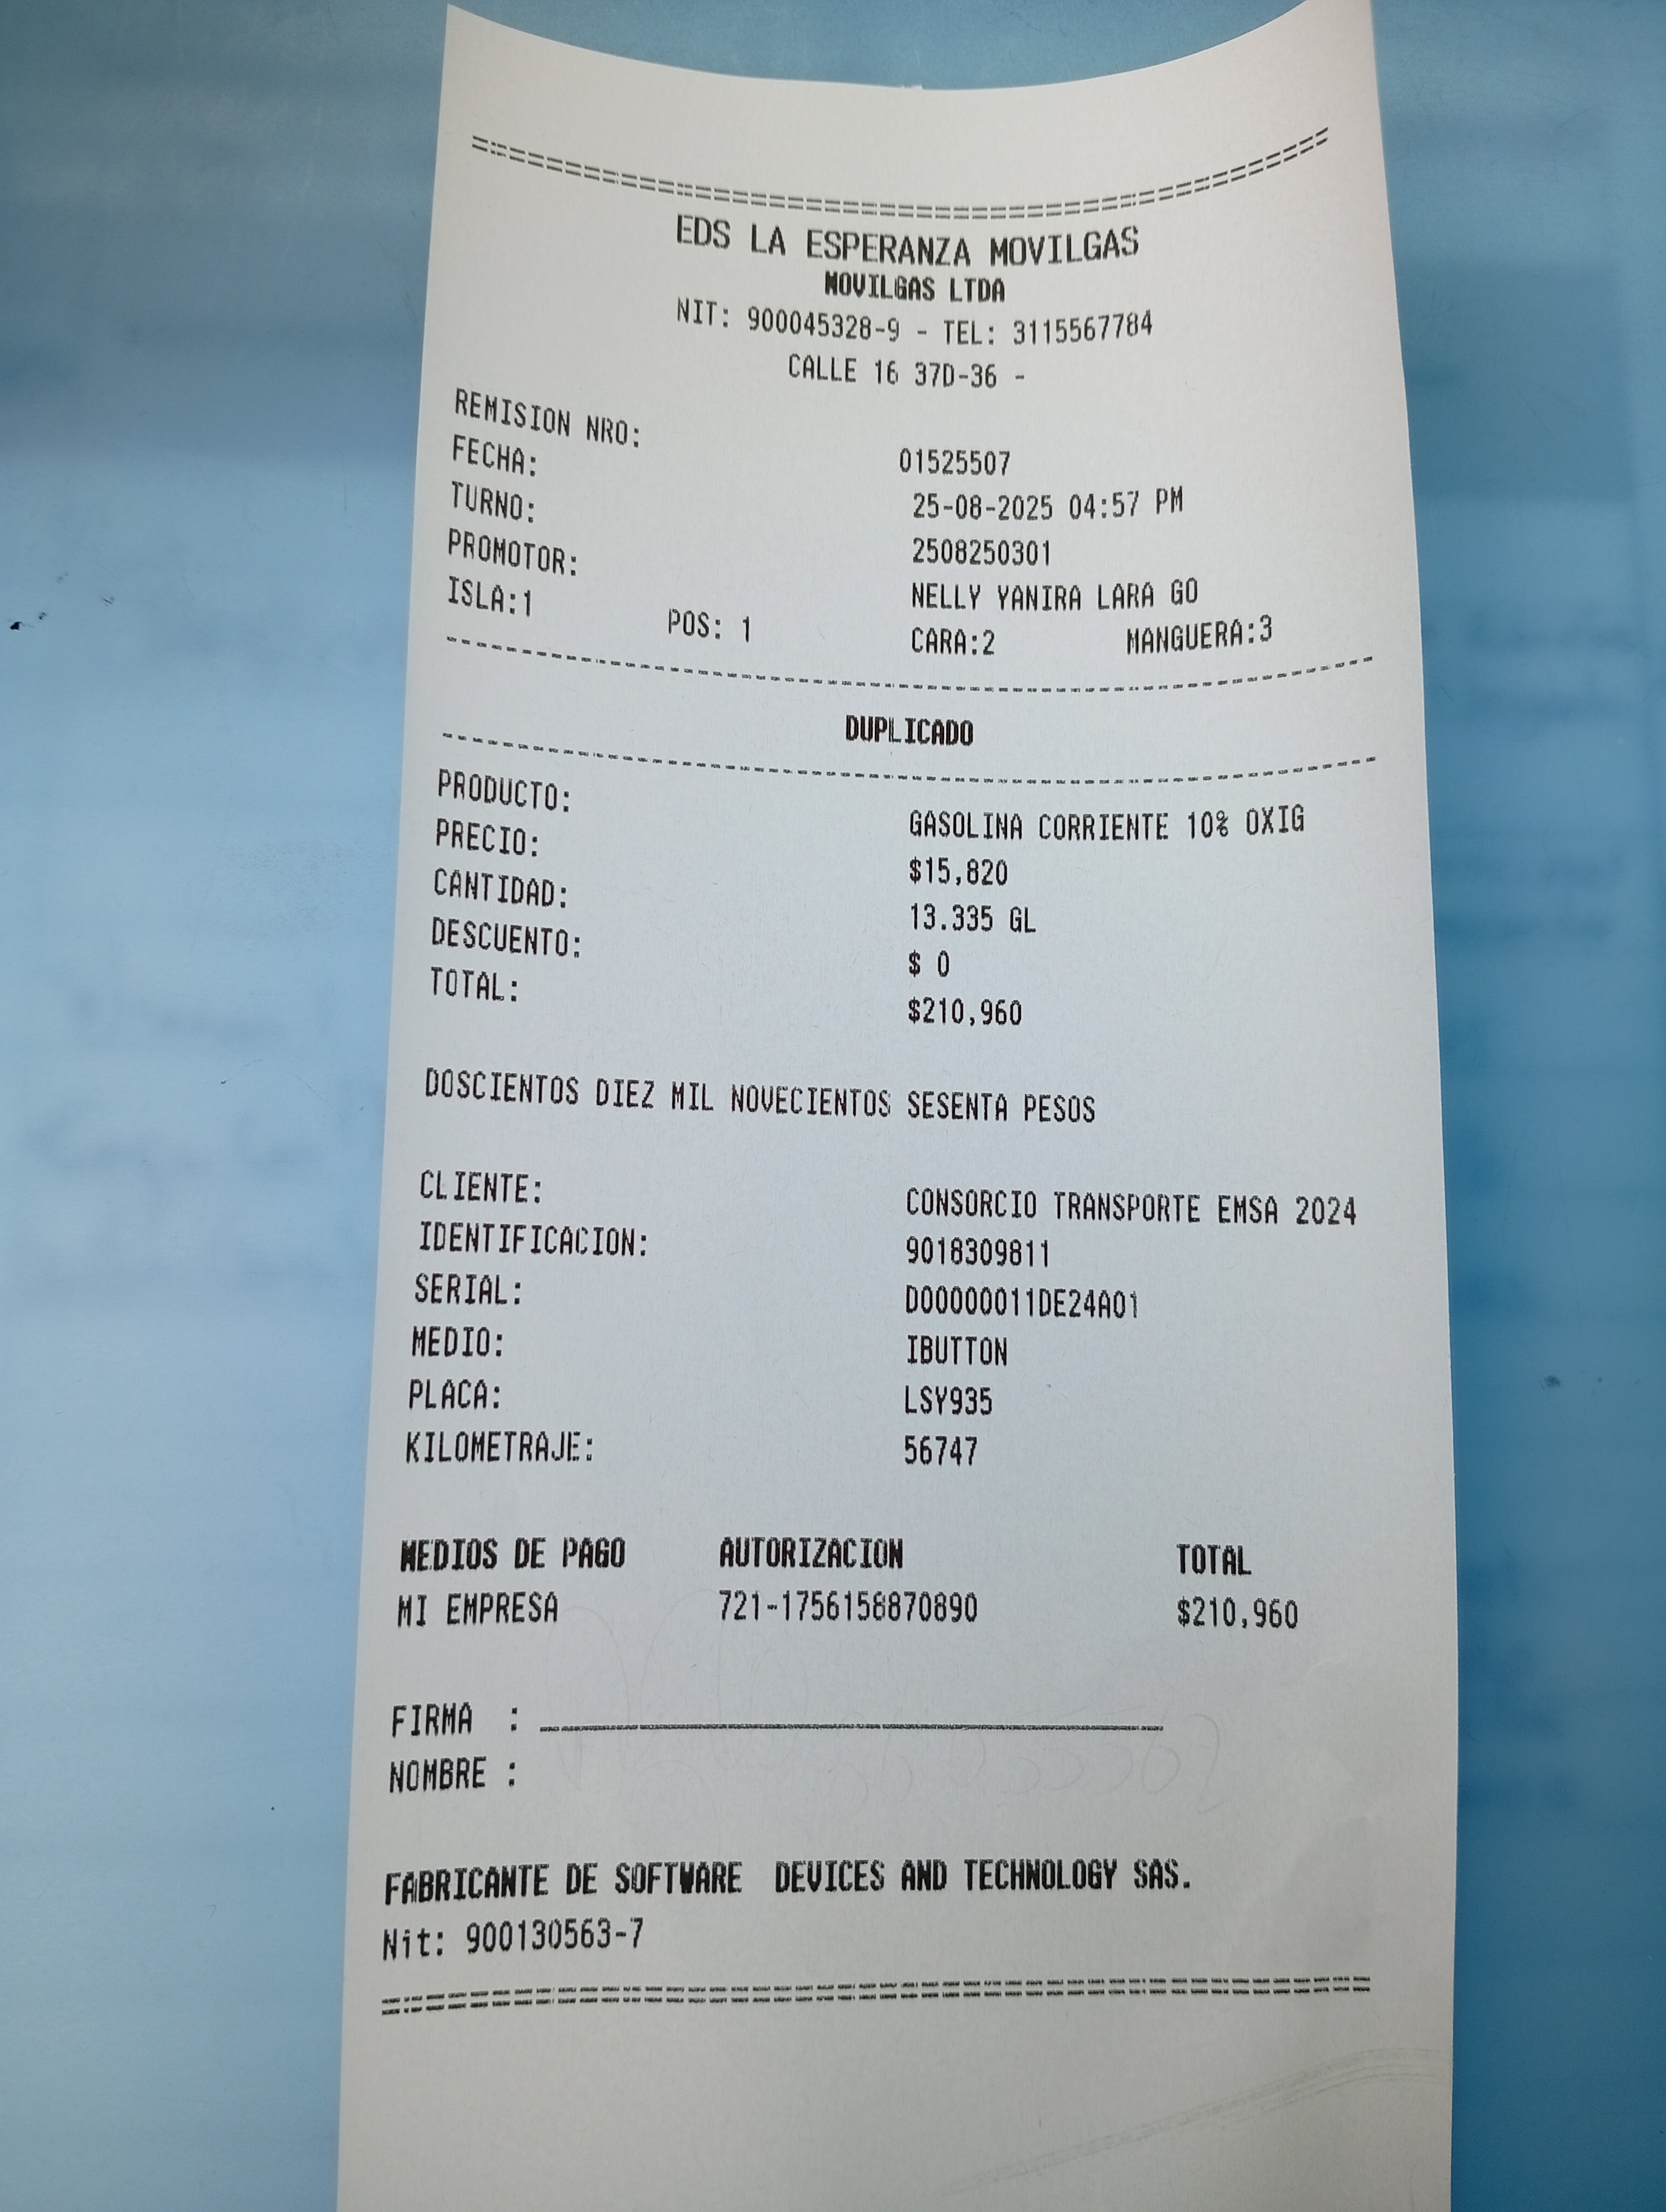 EDS LA ESPERANZA MOVILGAS
MOVILGAS LTDA
NIT: 900045328-9 - TEL: 3115567784
CALLE 16 37D-36 -
REMISION NRO: 01525507
FECHA: 25-08-2025 04:57 PM
TURNO: 2508250301
PROMOTOR: NELLY YANIRA LARA GO
ISLA:1 POS: 1 CARA:2 MANGUERA:3
DUPLICADO
PRODUCTO: GASOLINA CORRIENTE 10% OXIG
PRECIO: $15,820
CANTIDAD: 13.335 GL
DESCUENTO: $ 0
TOTAL: $210,960
DOSCIENTOS DIEZ MIL NOVECIENTOS SESENTA PESOS
CLIENTE: CONSORCIO TRANSPORTE EMSA 2024
IDENTIFICACION: 9018309811
SERIAL: D00000011DE24A01
MEDIO: IBUTTON
PLACA: LSY935
KILOMETRAJE: 56747
MEDIOS DE PAGO AUTORIZACION TOTAL
MI EMPRESA 721-1756158870890 $210,960
FIRMA :
NOMBRE :
FABRICANTE DE SOFTWARE DEVICES AND TECHNOLOGY SAS.
Nit: 900130563-7